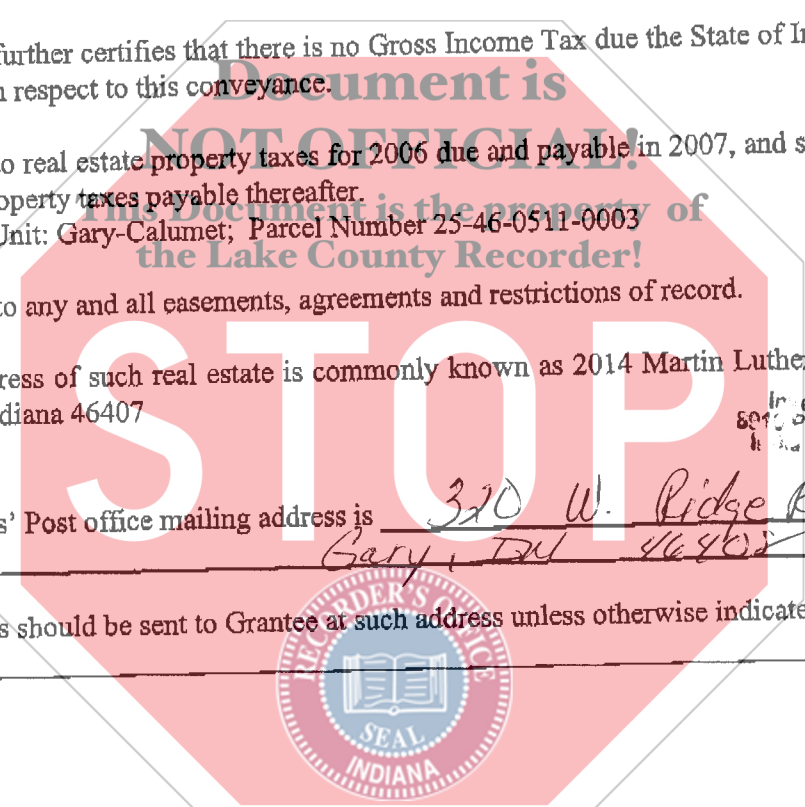 further certifies that there is no Gross Income Tax due the State of In
n respect to this conveyance.
Document is
NOT OFFICIAL!
o real estate property taxes for 2006 due and payable in 2007, and s
operty taxes payable thereafter.
This Document is the property of
Unit: Gary-Calumet; Parcel Number 25-46-0511-0003
the Lake County Recorder!
to any and all easements, agreements and restrictions of record.
STOP
ress of such real estate is commonly known as 2014 Martin Luthe
diana 46407
s' Post office mailing address is 320 W. Ridge R
Gary, IN 46408
s should be sent to Grantee at such address unless otherwise indicate
RECORDER'S OFFICE
SEAL
INDIANA